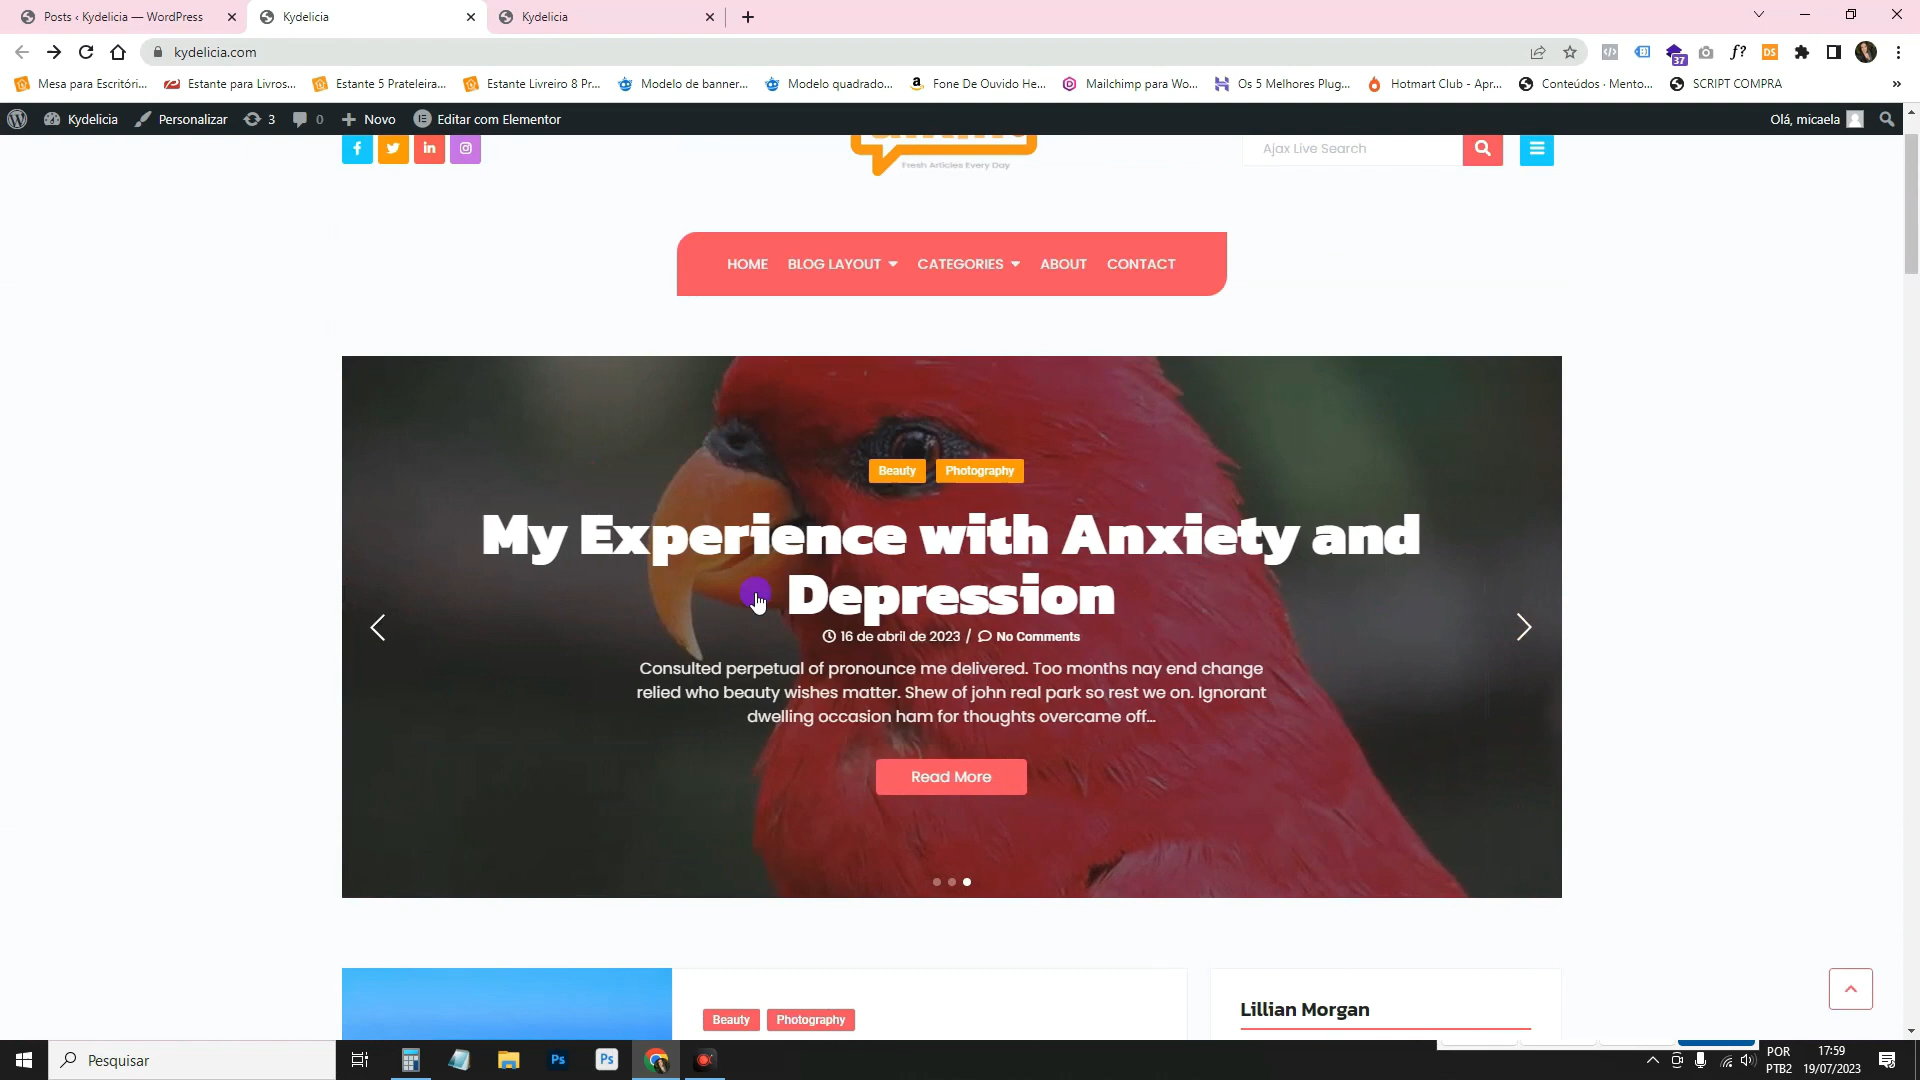 Posts ‹ Kydelicia — WordPress
Kydelicia
Kydelicia
kydelicia.com
37
DS
f?
Mesa para Escritóri...
Estante para Livros...
Estante 5 Prateleira...
Estante Livreiro 8 Pr...
Modelo de banner...
Modelo quadrado...
Fone De Ouvido He...
Mailchimp para Wo...
Os 5 Melhores Plug...
Hotmart Club - Apr...
Conteúdos · Mento...
SCRIPT COMPRA
»
Kydelicia
Personalizar
3
0
Novo
Editar com Elementor
Olá, micaela
Fresh Articles Every Day
Ajax Live Search
HOME
BLOG LAYOUT
CATEGORIES
ABOUT
CONTACT
Beauty
Photography
My Experience with Anxiety and
Depression
16 de abril de 2023 / No Comments
Consulted perpetual of pronounce me delivered. Too months nay end change
relied who beauty wishes matter. Shew of john real park so rest we on. Ignorant
dwelling occasion ham for thoughts overcame off...
Read More
Beauty
Photography
Lillian Morgan
Pesquisar
Ps
Ps
POR
PTB2
17:59
19/07/2023